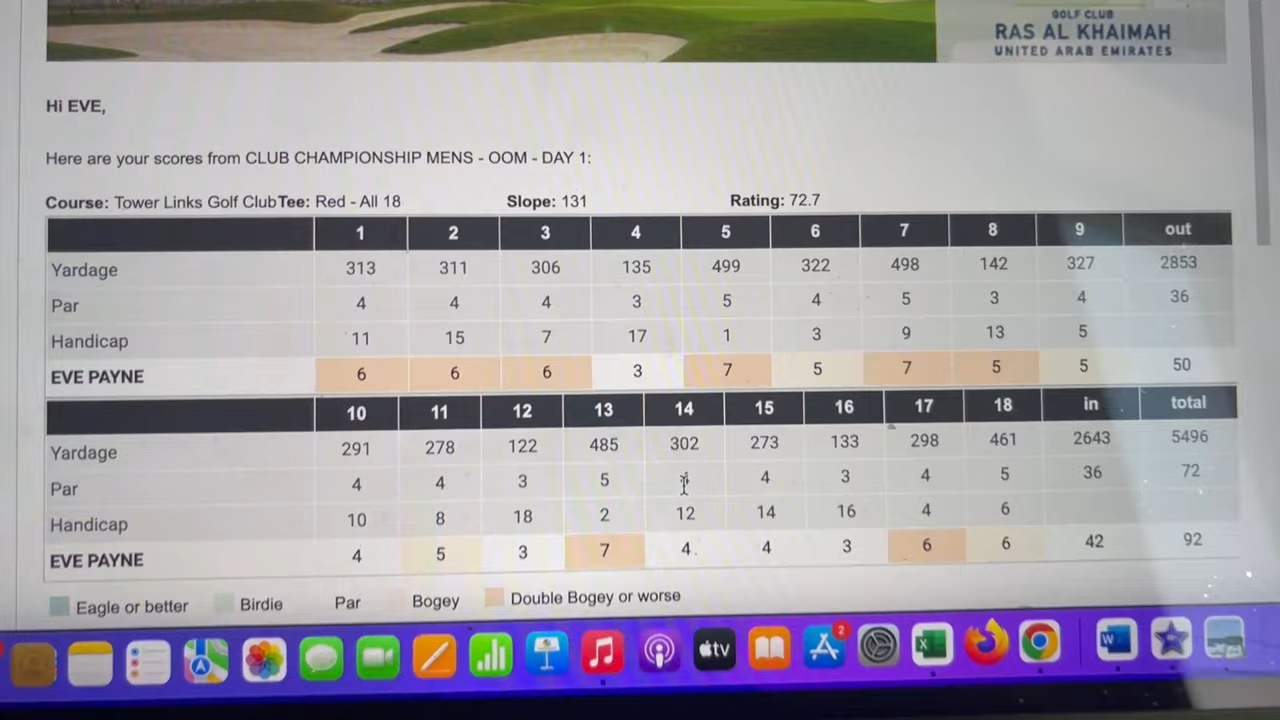 GOLF CLUB
RAS AL KHAIMAH
UNITED ARAB EMIRATES
Hi EVE,
Here are your scores from CLUB CHAMPIONSHIP MENS - OOM - DAY 1:
Course: Tower Links Golf Club Tee: Red - All 18 Slope: 131 Rating: 72.7
1 2 3 4 5 6 7 8 9 out
Yardage 313 311 306 135 499 322 498 142 327 2853
Par 4 4 4 3 5 4 5 3 4 36
Handicap 11 15 7 17 1 3 9 13 5
EVE PAYNE 6 6 6 3 7 5 7 5 5 50
10 11 12 13 14 15 16 17 18 in total
Yardage 291 278 122 485 302 273 133 298 461 2643 5496
Par 4 4 3 5 4 3 4 5 36 72
Handicap 10 8 18 2 12 14 16 4 6
EVE PAYNE 4 5 3 7 4 4 3 6 6 42 92
Eagle or better Birdie Par Bogey Double Bogey or worse
2
tv
X
W